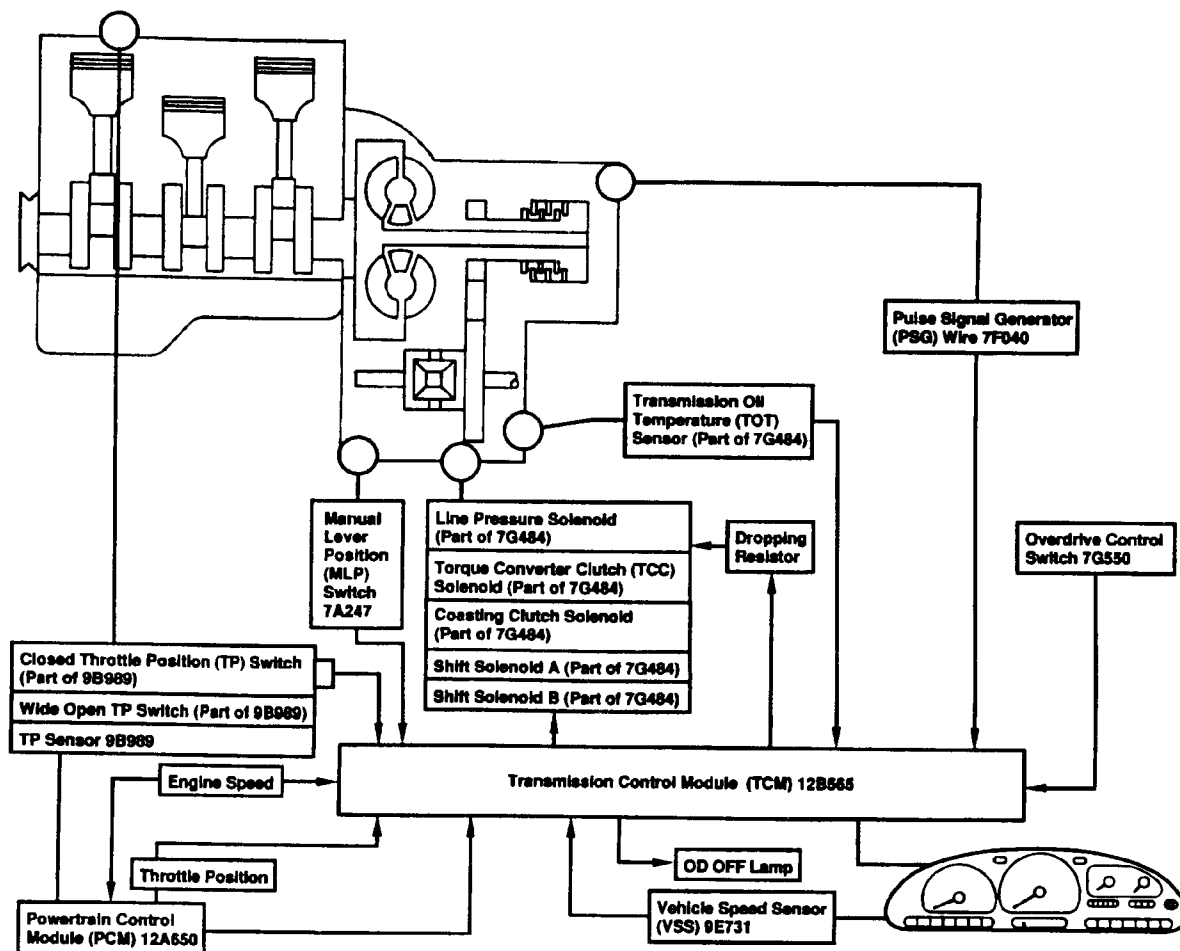 Pulse Signal Generator
(PSG) Wire 7F040
Transmission Oil
Temperature (TOT)
Sensor (Part of 7G484)
Manual
Lever
Position
(MLP)
Switch
7A247
Line Pressure Solenoid
(Part of 7G484)
Torque Converter Clutch (TCC)
Solenoid (Part of 7G484)
Coasting Clutch Solenoid
(Part of 7G484)
Shift Solenoid A (Part of 7G484)
Shift Solenoid B (Part of 7G484)
Dropping
Resistor
Overdrive Control
Switch 7G550
Closed Throttle Position (TP) Switch
(Part of 9B989)
Wide Open TP Switch (Part of 9B989)
TP Sensor 9B989
Engine Speed
Transmission Control Module (TCM) 12B565
Throttle Position
OD OFF Lamp
Powertrain Control
Module (PCM) 12A650
Vehicle Speed Sensor
(VSS) 9E731